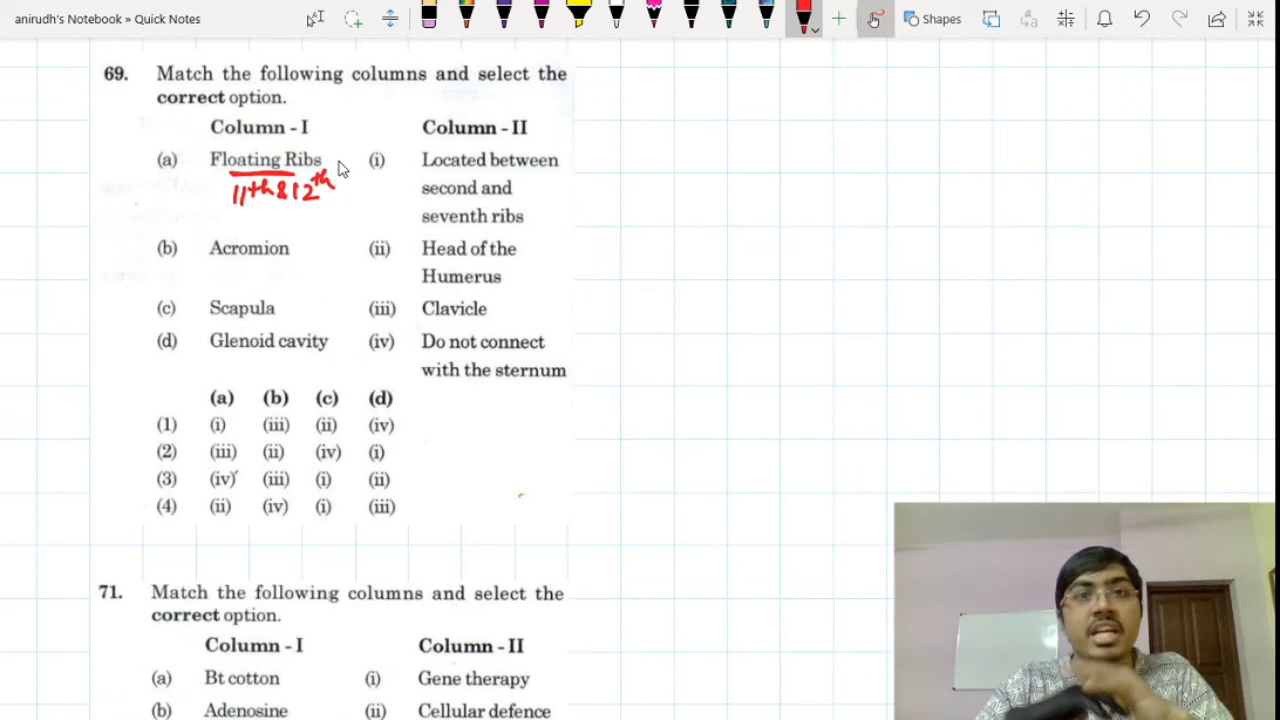 anirudh's Notebook » Quick Notes
Shapes
69. Match the following columns and select the
correct option.
Column - I Column - II
(a) Floating Ribs (i) Located between
11th & 12th second and
seventh ribs
(b) Acromion (ii) Head of the
Humerus
(c) Scapula (iii) Clavicle
(d) Glenoid cavity (iv) Do not connect
with the sternum
(a) (b) (c) (d)
(1) (i) (iii) (ii) (iv)
(2) (iii) (ii) (iv) (i)
(3) (iv) (iii) (i) (ii)
(4) (ii) (iv) (i) (iii)
71. Match the following columns and select the
correct option.
Column - I Column - II
(a) Bt cotton (i) Gene therapy
(b) Adenosine (ii) Cellular defence